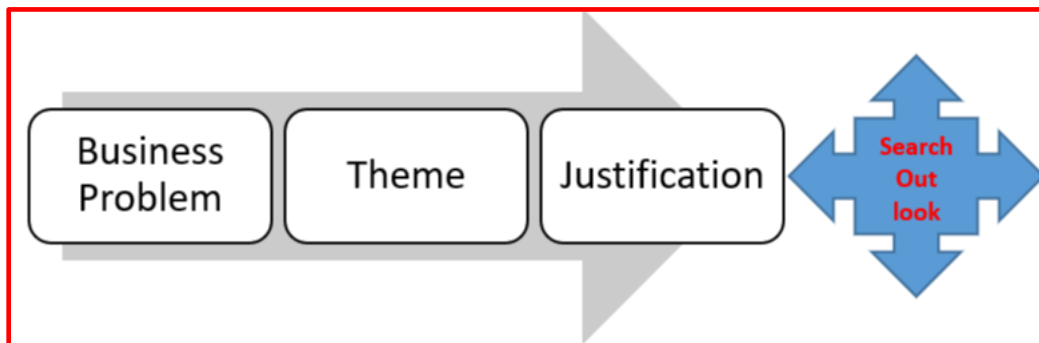 Business
Problem
Theme
Justification
Search
Out
look